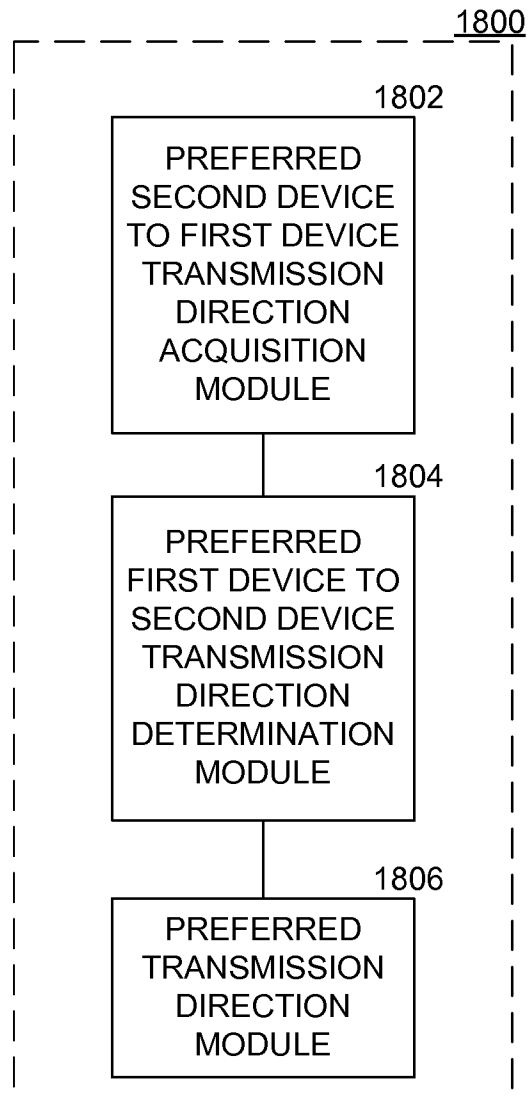 1800
1802
PREFERRED
SECOND DEVICE
TO FIRST DEVICE
TRANSMISSION
DIRECTION
ACQUISITION
MODULE
1804
PREFERRED
FIRST DEVICE TO
SECOND DEVICE
TRANSMISSION
DIRECTION
DETERMINATION
MODULE
1806
PREFERRED
TRANSMISSION
DIRECTION
MODULE